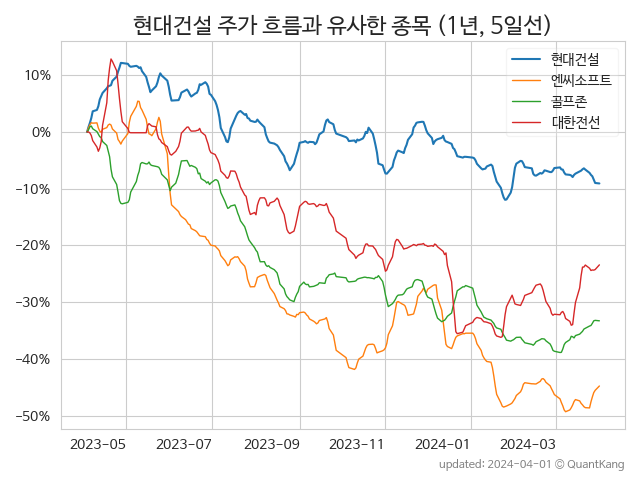 현대건설 주가 흐름과 유사한 종목 (1년, 5일선)
현대건설
엔씨소프트
골프존
대한전선
10%
0%
−10%
−20%
−30%
−40%
−50%
2023-05 2023-07 2023-09 2023-11 2024-01 2024-03
updated: 2024-04-01 © QuantKang